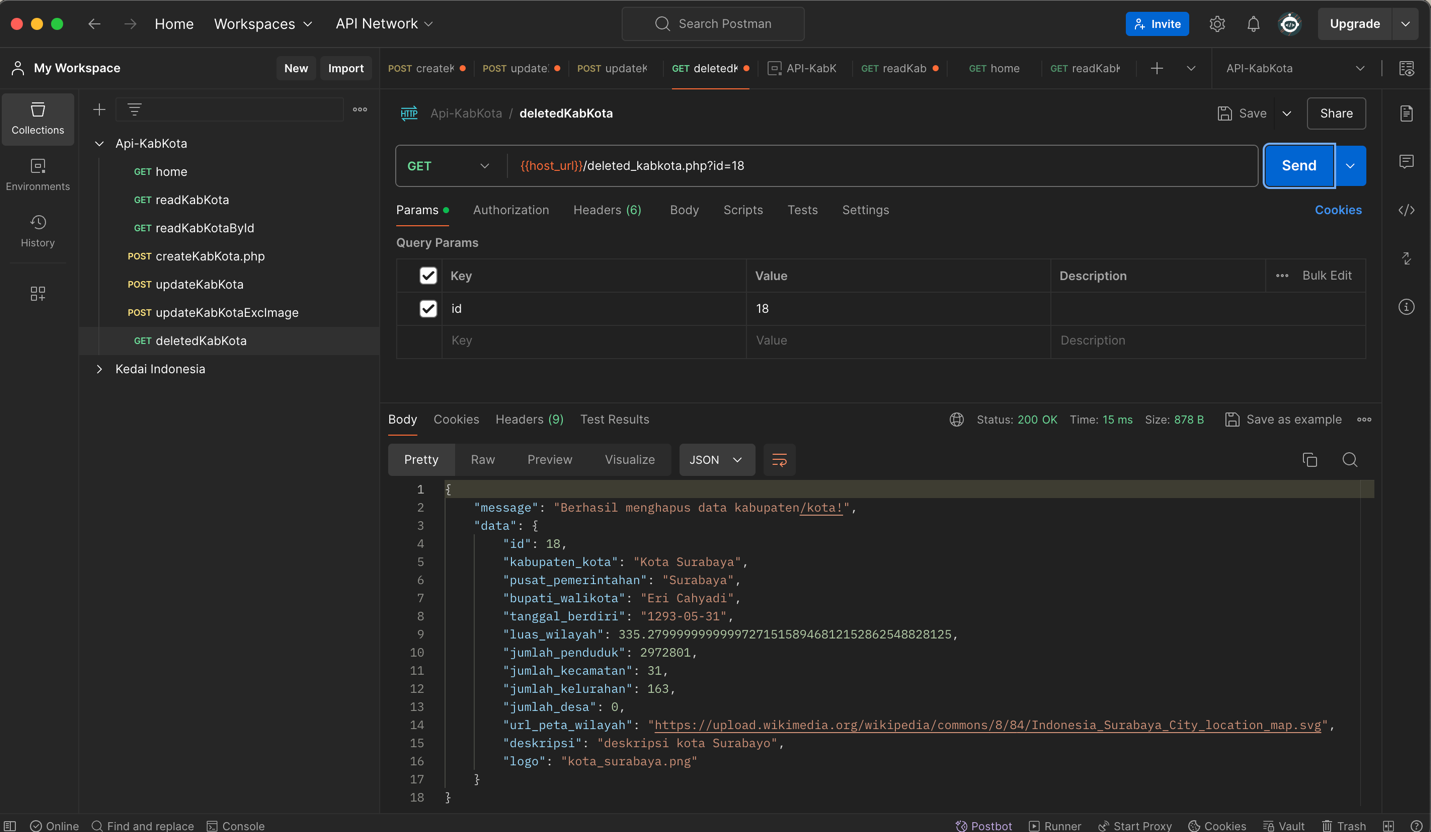 Home Workspaces API Network Search Postman Invite Upgrade
My Workspace New Import POST createK POST update POST updateK GET deletedK API-KabK GET readKab GET home GET readKabK API-KabKota
Collections
Environments
History
Api-KabKota
GET home
GET readKabKota
GET readKabKotaById
POST createKabKota.php
POST updateKabKota
POST updateKabKotaExcImage
GET deletedKabKota
Kedai Indonesia
HTTP Api-KabKota / deletedKabKota Save Share
GET {{host_url}}/deleted_kabkota.php?id=18 Send
Params Authorization Headers (6) Body Scripts Tests Settings Cookies
Query Params
Key Value Description Bulk Edit
id 18
Key Value Description
Body Cookies Headers (9) Test Results Status: 200 OK Time: 15 ms Size: 878 B Save as example
Pretty Raw Preview Visualize JSON
1 {
2 "message": "Berhasil menghapus data kabupaten/kota!",
3 "data": {
4 "id": 18,
5 "kabupaten_kota": "Kota Surabaya",
6 "pusat_pemerintahan": "Surabaya",
7 "bupati_walikota": "Eri Cahyadi",
8 "tanggal_berdiri": "1293-05-31",
9 "luas_wilayah": 335.279999999999972715158946812152862548828125,
10 "jumlah_penduduk": 2972801,
11 "jumlah_kecamatan": 31,
12 "jumlah_kelurahan": 163,
13 "jumlah_desa": 0,
14 "url_peta_wilayah": "https://upload.wikimedia.org/wikipedia/commons/8/84/Indonesia_Surabaya_City_location_map.svg",
15 "deskripsi": "deskripsi kota Surabayo",
16 "logo": "kota_surabaya.png"
17 }
18 }
Online Find and replace Console Postbot Runner Start Proxy Cookies Vault Trash